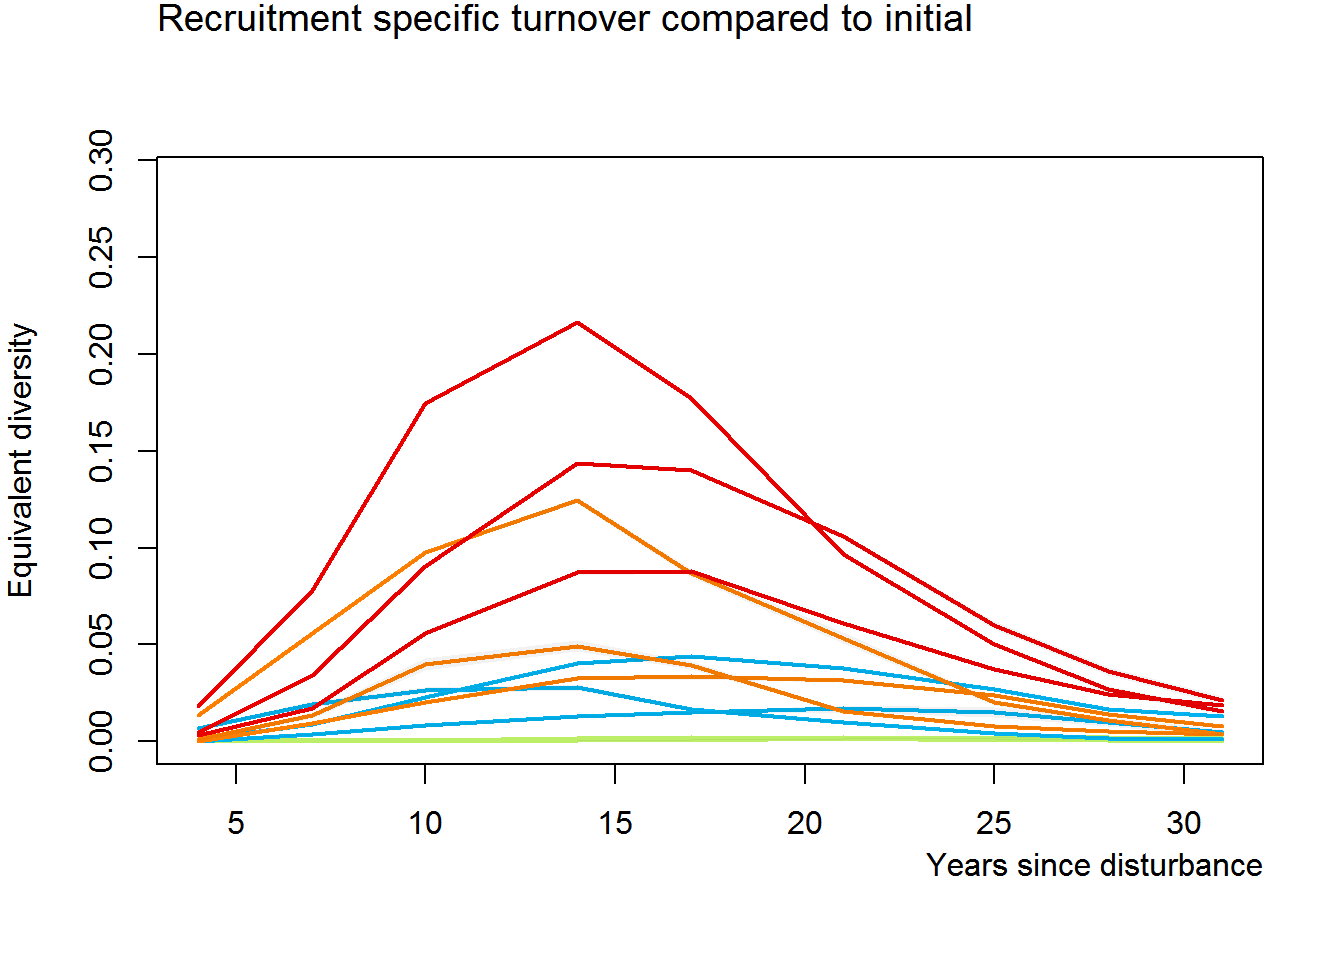 Recruitment specific turnover compared to initial
Equivalent diversity
0.30
0.25
0.20
0.15
0.10
0.05
0.00
5 10 15 20 25 30
Years since disturbance